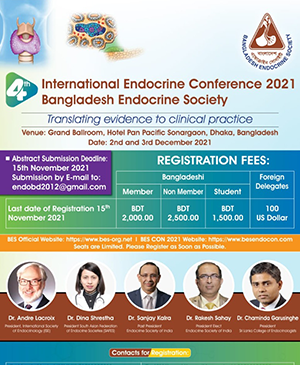 BANGLADESH ENDOCRINE SOCIETY
4th International Endocrine Conference 2021
Bangladesh Endocrine Society
Translating evidence to clinical practice
Venue: Grand Ballroom, Hotel Pan Pacific Sonargaon, Dhaka, Bangladesh
Date: 2nd and 3rd December 2021
Abstract Submission Deadline:
15th November 2021
Submission by E-mail to:
endobd2012@gmail.com
REGISTRATION FEES:
Bangladeshi
Foreign Delegates
Member Non Member Student
Last date of Registration 15th November 2021
BDT 2,000.00
BDT 2,500.00
BDT 1,500.00
100 US Dollar
BES Official Website: https://www.bes-org.net | BES CON 2021 Website: https://www.besendocon.com
Seats are Limited. Please Register as Soon as Possible.
Dr. Andre Lacroix
President, International Society of Endocrinology (ISE)
Dr. Dina Shrestha
President South Asian Federation of Endocrine Societies (SAFES)
Dr. Sanjay Kalra
Past President
Endocrine Society of India
Dr. Rakesh Sahay
President Elect
Endocrine Society of India
Dr. Chaminda Garusinghe
President
Sri Lanka College of Endocrinologists
Contacts for Registration: